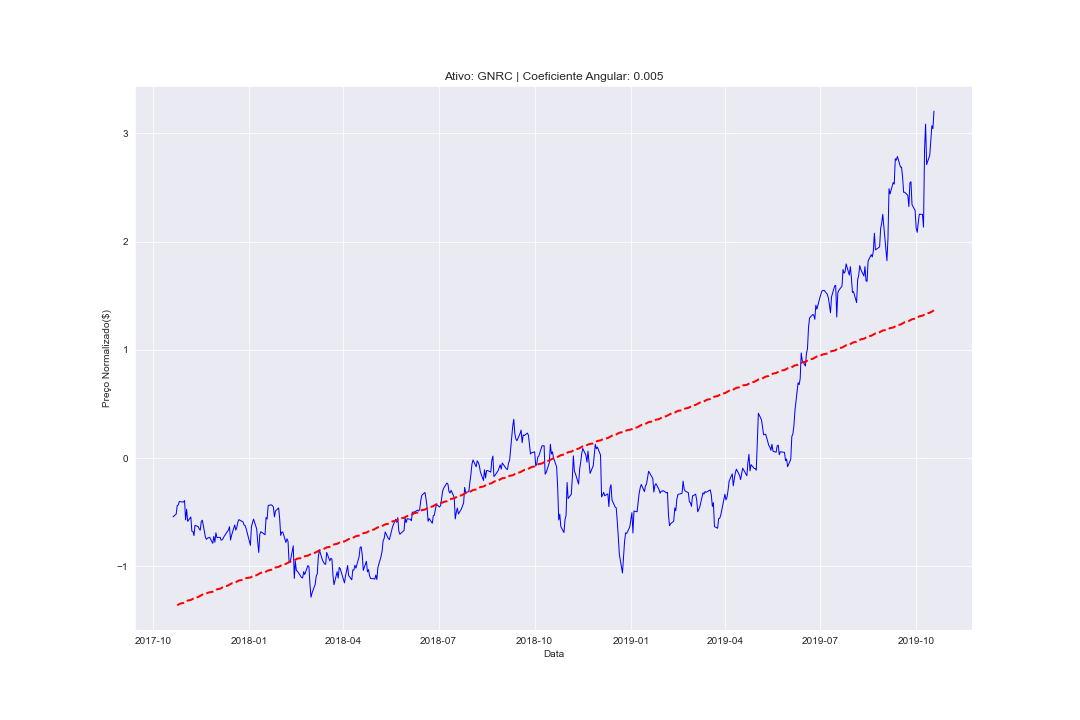 Ativo: GNRC | Coeficiente Angular: 0.005
Preço Normalizado($)
3
2
1
0
−1
2017-10 2018-01 2018-04 2018-07 2018-10 2019-01 2019-04 2019-07 2019-10
Data